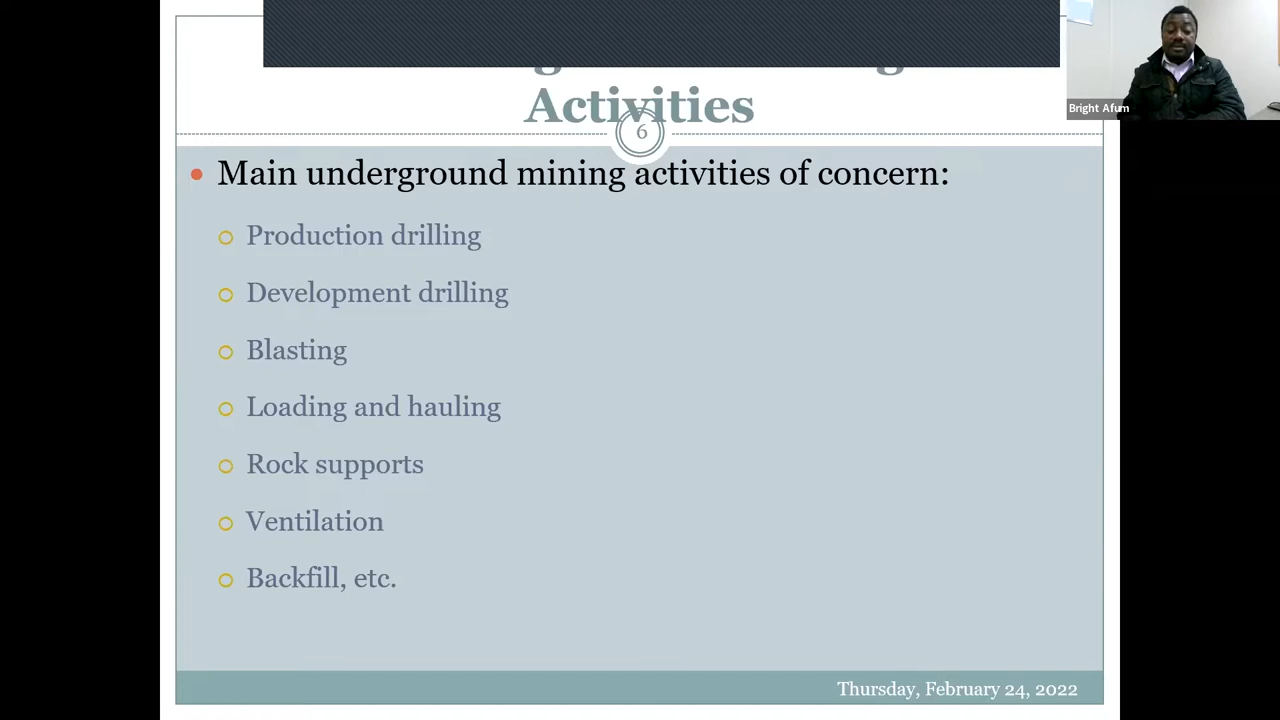 Activities
6
Main underground mining activities of concern:
Production drilling
Development drilling
Blasting
Loading and hauling
Rock supports
Ventilation
Backfill, etc.
Thursday, February 24, 2022
Bright Afum